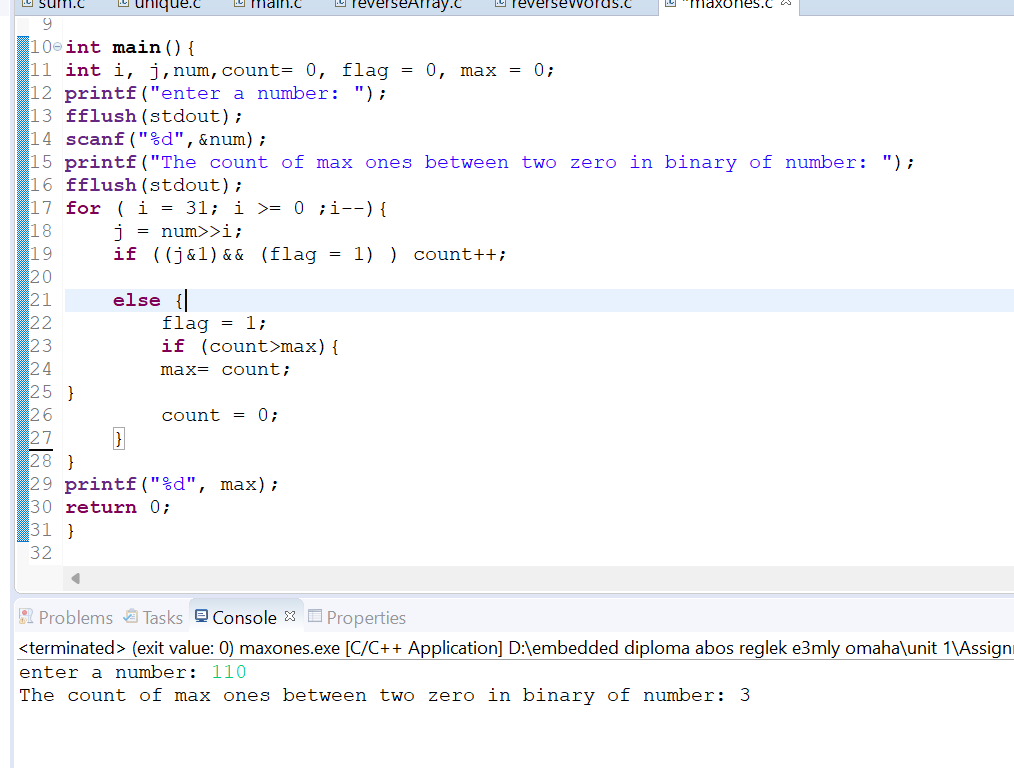 sum.c unique.c main.c reverseArray.c reverseWords.c *maxones.c
9
10 int main(){
11 int i, j,num,count= 0, flag = 0, max = 0;
12 printf("enter a number: ");
13 fflush(stdout);
14 scanf("%d",&num);
15 printf("The count of max ones between two zero in binary of number: ");
16 fflush(stdout);
17 for ( i = 31; i >= 0 ;i--){
18 j = num>>i;
19 if ((j&1)&& (flag = 1) ) count++;
20
21 else {
22 flag = 1;
23 if (count>max){
24 max= count;
25 }
26 count = 0;
27 }
28 }
29 printf("%d", max);
30 return 0;
31 }
32
Problems Tasks Console Properties
<terminated> (exit value: 0) maxones.exe [C/C++ Application] D:\embedded diploma abos reglek e3mly omaha\unit 1\Assign
enter a number: 110
The count of max ones between two zero in binary of number: 3